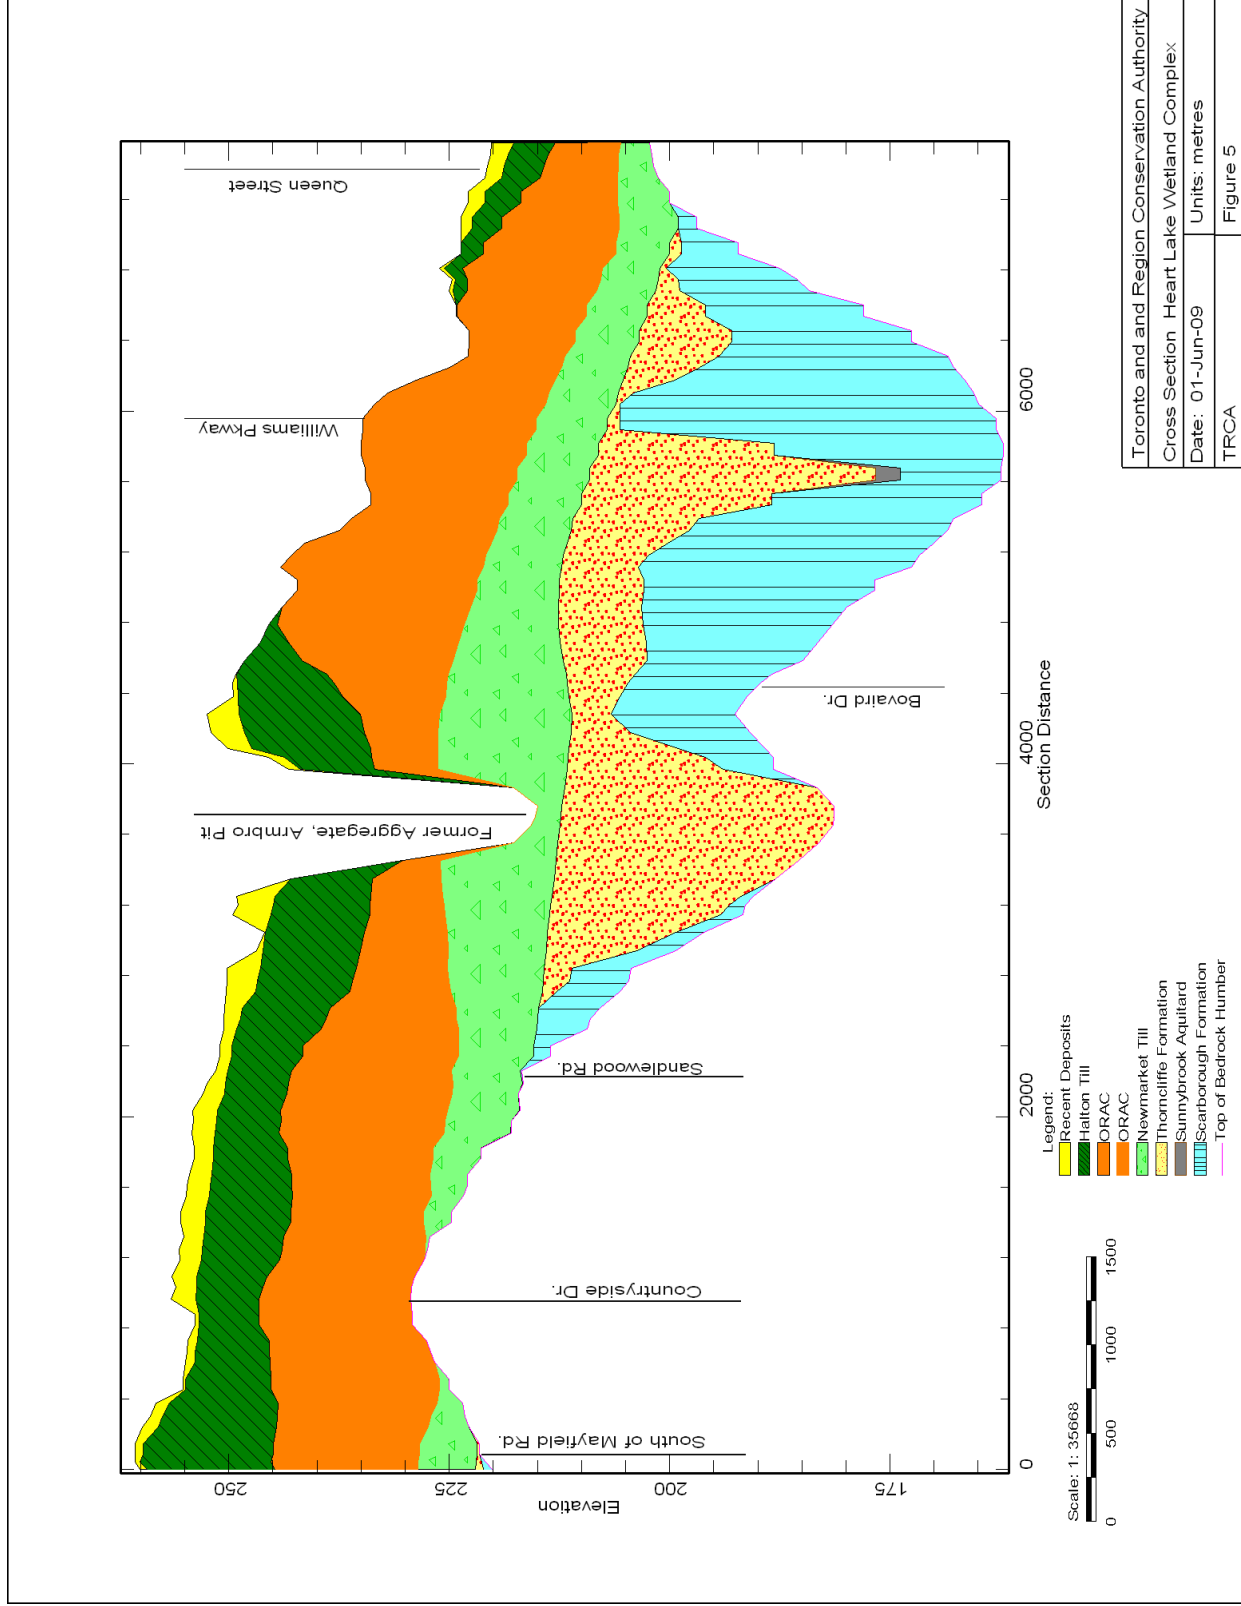 Queen Street
Williams Pkway
Former Aggregate, Armbro Pit
Bovaird Dr.
Sandlewood Rd.
Countryside Dr.
South of Mayfield Rd.
Elevation
250
225
200
175
Section Distance
0
2000
4000
6000
Legend:
Recent Deposits
Halton Till
ORAC
ORAC
Newmarket Till
Thorncliffe Formation
Sunnybrook Aquitard
Scarborough Formation
Top of Bedrock Humber
Scale: 1: 35668
0
500
1000
1500
Toronto and and Region Conservation Authority
Cross Section Heart Lake Wetland Complex
Date: 01-Jun-09
Units: metres
TRCA
Figure 5